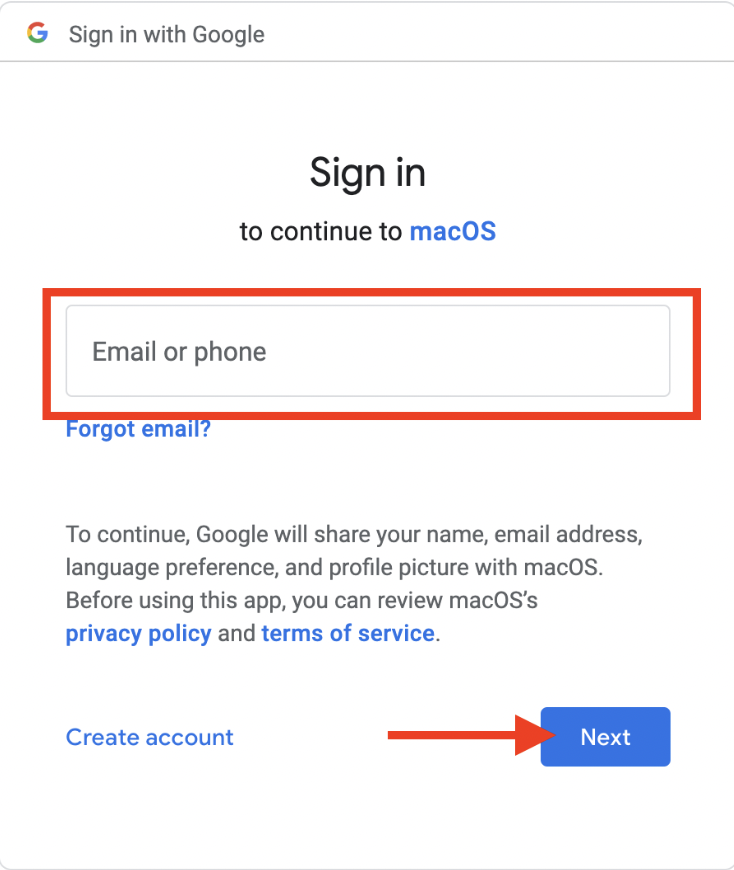 Sign in with Google
Sign in
to continue to macOS
Email or phone
Forgot email?
To continue, Google will share your name, email address,
language preference, and profile picture with macOS.
Before using this app, you can review macOS’s
privacy policy and terms of service.
Create account
Next